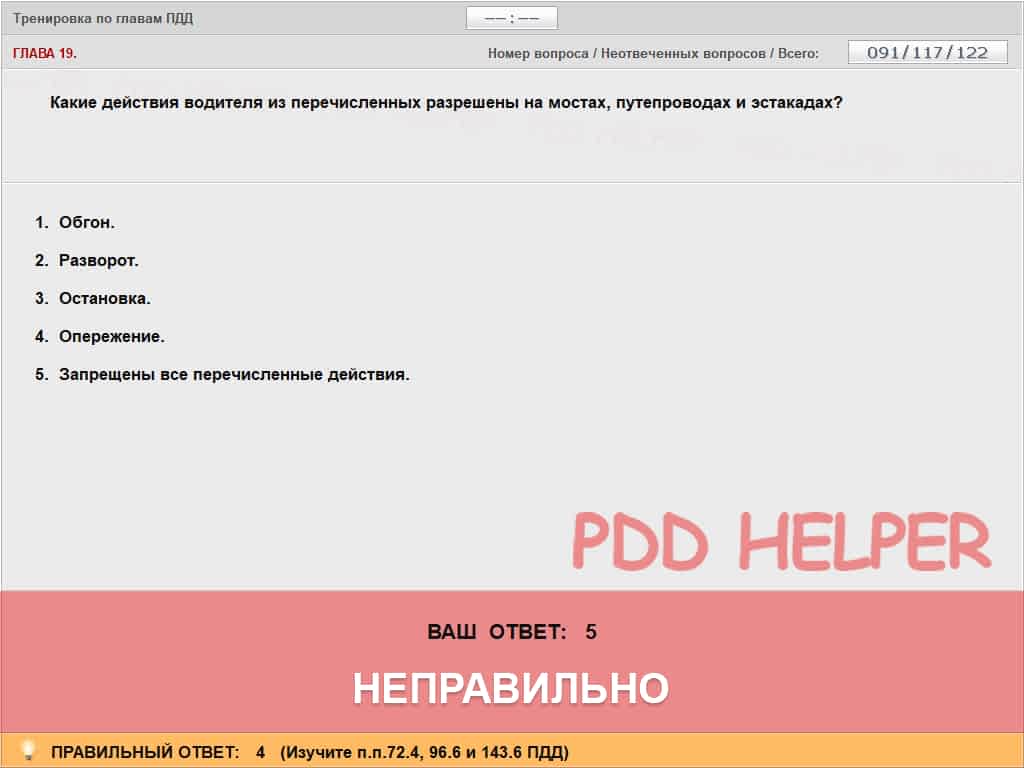 Тренировка по главам ПДД
—— : ——
ГЛАВА 19.
Номер вопроса / Неотвеченных вопросов / Всего:
091/117/122
Какие действия водителя из перечисленных разрешены на мостах, путепроводах и эстакадах?
1. Обгон.
2. Разворот.
3. Остановка.
4. Опережение.
5. Запрещены все перечисленные действия.
PDD HELPER
ВАШ ОТВЕТ: 5
НЕПРАВИЛЬНО
ПРАВИЛЬНЫЙ ОТВЕТ: 4 (Изучите п.п.72.4, 96.6 и 143.6 ПДД)